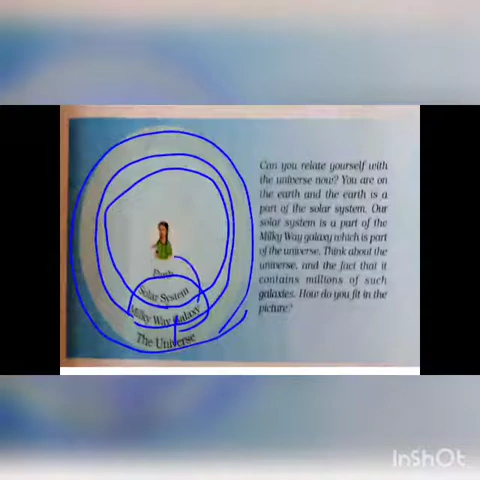 Can you relate yourself with
the universe now? You are on
the earth and the earth is a
part of the solar system. Our
solar system is a part of the
Milky Way galaxy which is part
of the universe. Think about the
universe, and the fact that it
contains millions of such
galaxies. How do you fit in the
picture?
Earth
Solar System
Milky Way Galaxy
The Universe
InShOt